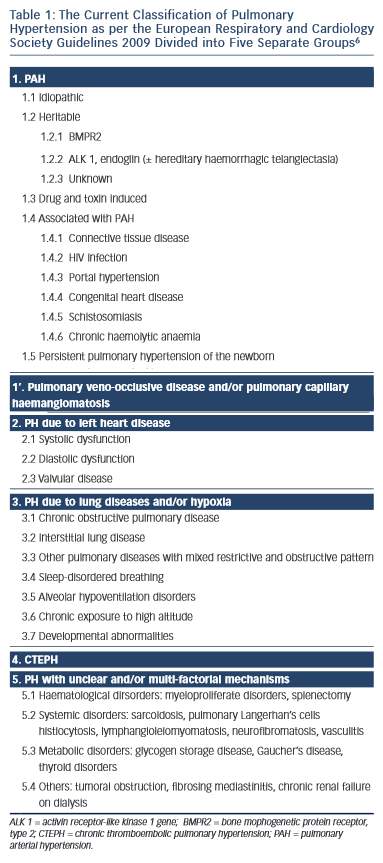 Table 1: The Current Classification of Pulmonary
Hypertension as per the European Respiratory and Cardiology
Society Guidelines 2009 Divided into Five Separate Groups6
1. PAH
1.1 Idiopathic
1.2 Heritable
1.2.1 BMPR2
1.2.2 ALK 1, endoglin (± hereditary haemorrhagic telangiectasia)
1.2.3 Unknown
1.3 Drug and toxin induced
1.4 Associated with PAH
1.4.1 Connective tissue disease
1.4.2 HIV infection
1.4.3 Portal hypertension
1.4.4 Congenital heart disease
1.4.5 Schistosomiasis
1.4.6 Chronic haemolytic anaemia
1.5 Persistent pulmonary hypertension of the newborn
1’. Pulmonary veno-occlusive disease and/or pulmonary capillary
haemangiomatosis
2. PH due to left heart disease
2.1 Systolic dysfunction
2.2 Diastolic dysfunction
2.3 Valvular disease
3. PH due to lung diseases and/or hypoxia
3.1 Chronic obstructive pulmonary disease
3.2 Interstitial lung disease
3.3 Other pulmonary diseases with mixed restrictive and obstructive pattern
3.4 Sleep-disordered breathing
3.5 Alveolar hypoventilation disorders
3.6 Chronic exposure to high altitude
3.7 Developmental abnormalities
4. CTEPH
5. PH with unclear and/or multi-factorial mechanisms
5.1 Haematological dirsorders: myeloproliferate disorders, splenectomy
5.2 Systemic disorders: sarcoidosis, pulmonary Langerhan’s cells
histiocytosis, lymphangioleiomyomatosis, neurofibromatosis, vasculitis
5.3 Metabolic disorders: glycogen storage disease, Gaucher’s disease,
thyroid disorders
5.4 Others: tumoral obstruction, fibrosing mediastinitis, chronic renal failure
on dialysis
ALK 1 = activin receptor-like kinase 1 gene; BMPR2 = bone mophogenetic protein receptor,
type 2; CTEPH = chronic thromboembolic pulmonary hypertension; PAH = pulmonary
arterial hypertension.